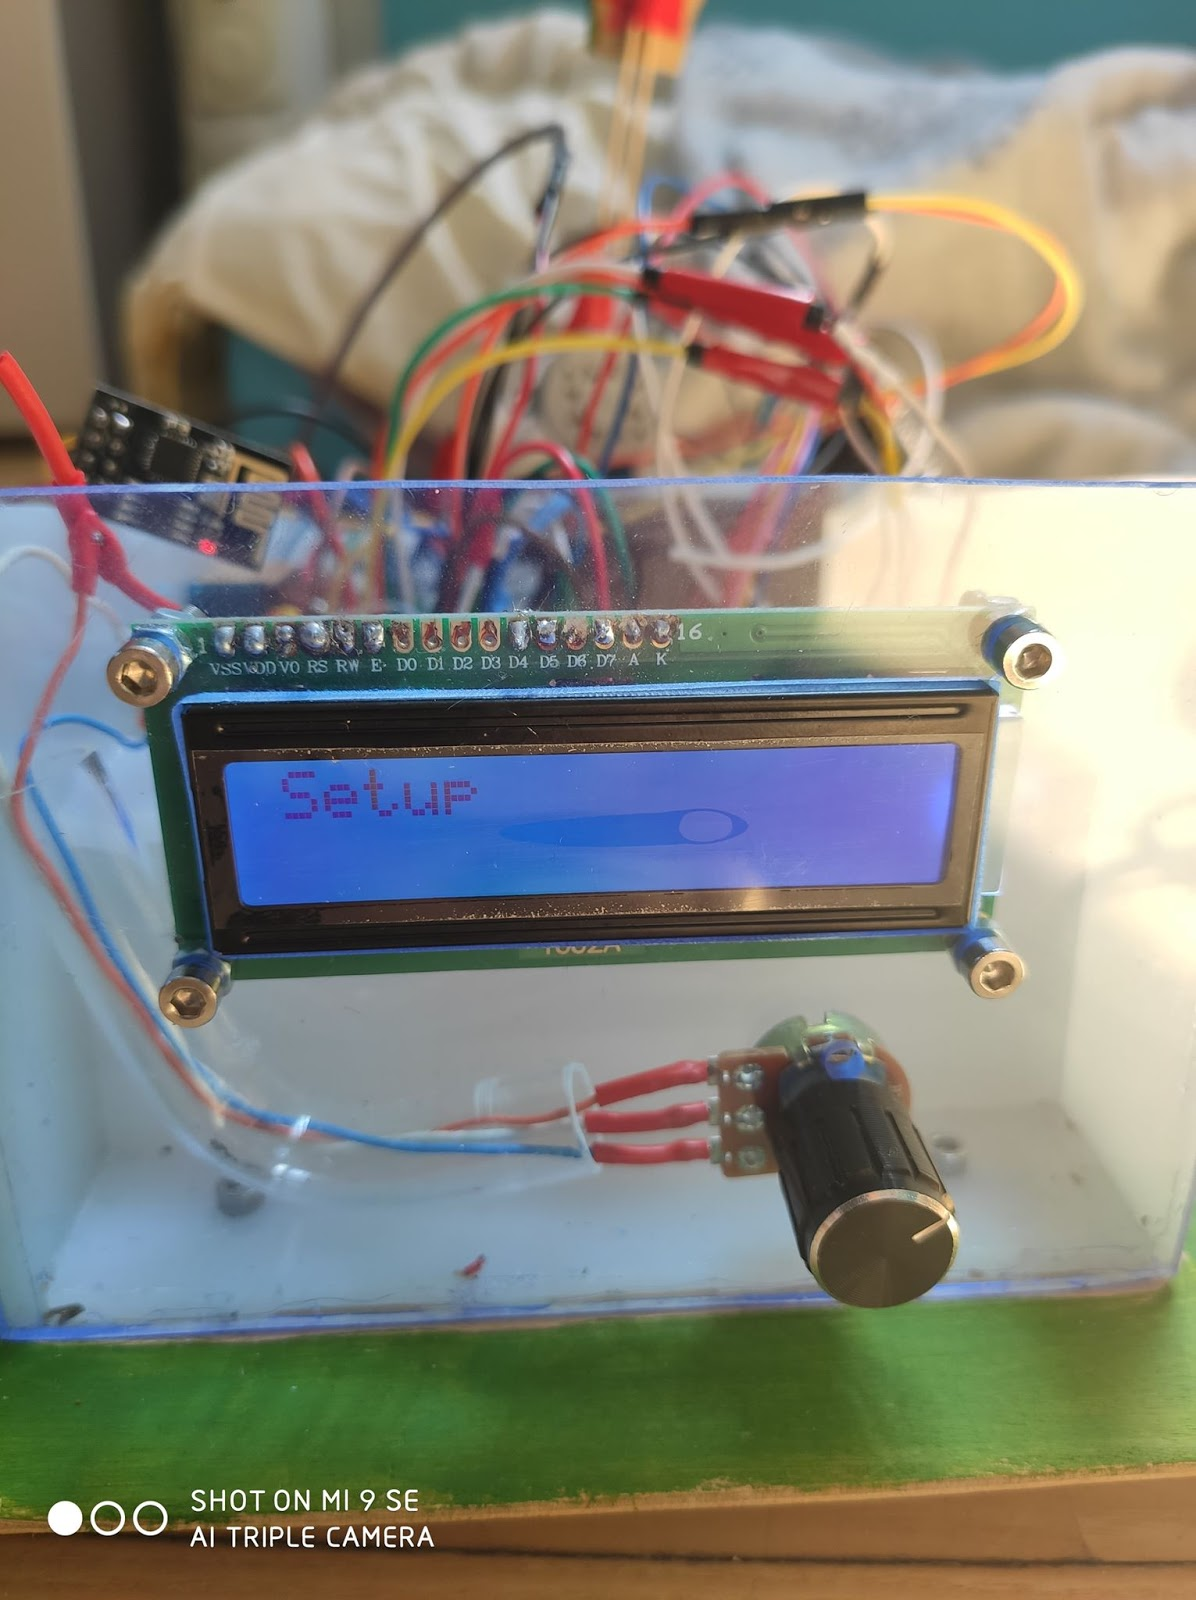 1 VSS VDD V0 RS RW E D0 D1 D2 D3 D4 D5 D6 D7 A K 16
Setup
1602A
SHOT ON MI 9 SE
AI TRIPLE CAMERA